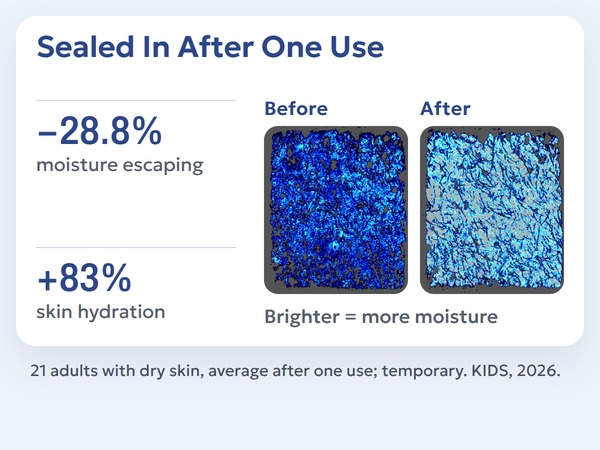 Sealed In After One Use
–28.8%
moisture escaping
+83%
skin hydration
Before
After
Brighter = more moisture
21 adults with dry skin, average after one use; temporary. KIDS, 2026.